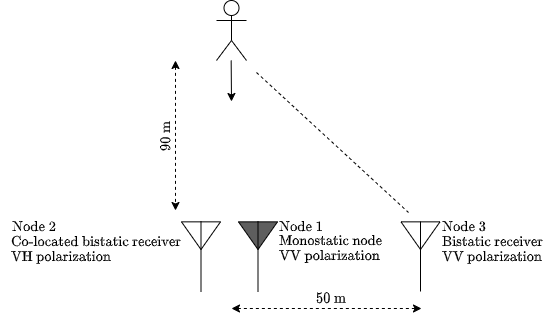 90 m
Node 2
Co-located bistatic receiver
VH polarization
Node 1
Monostatic node
VV polarization
Node 3
Bistatic receiver
VV polarization
50 m